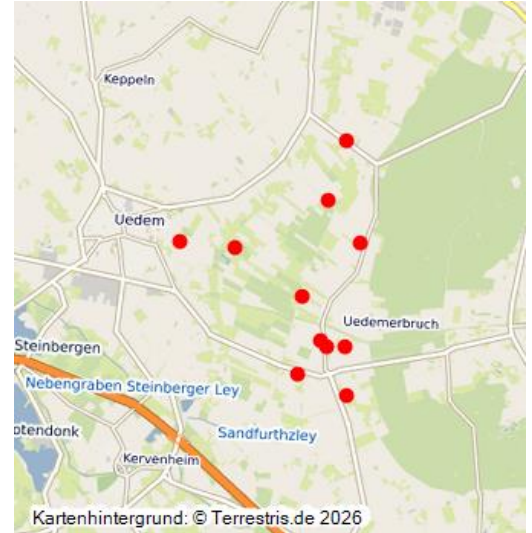 Keppeln
Uedem
Uedemerbruch
Steinbergen
Nebengraben Steinberger Ley
otendonk
Sandfurthzley
Kervenheim
Kartenhintergrund: © Terrestris.de 2026